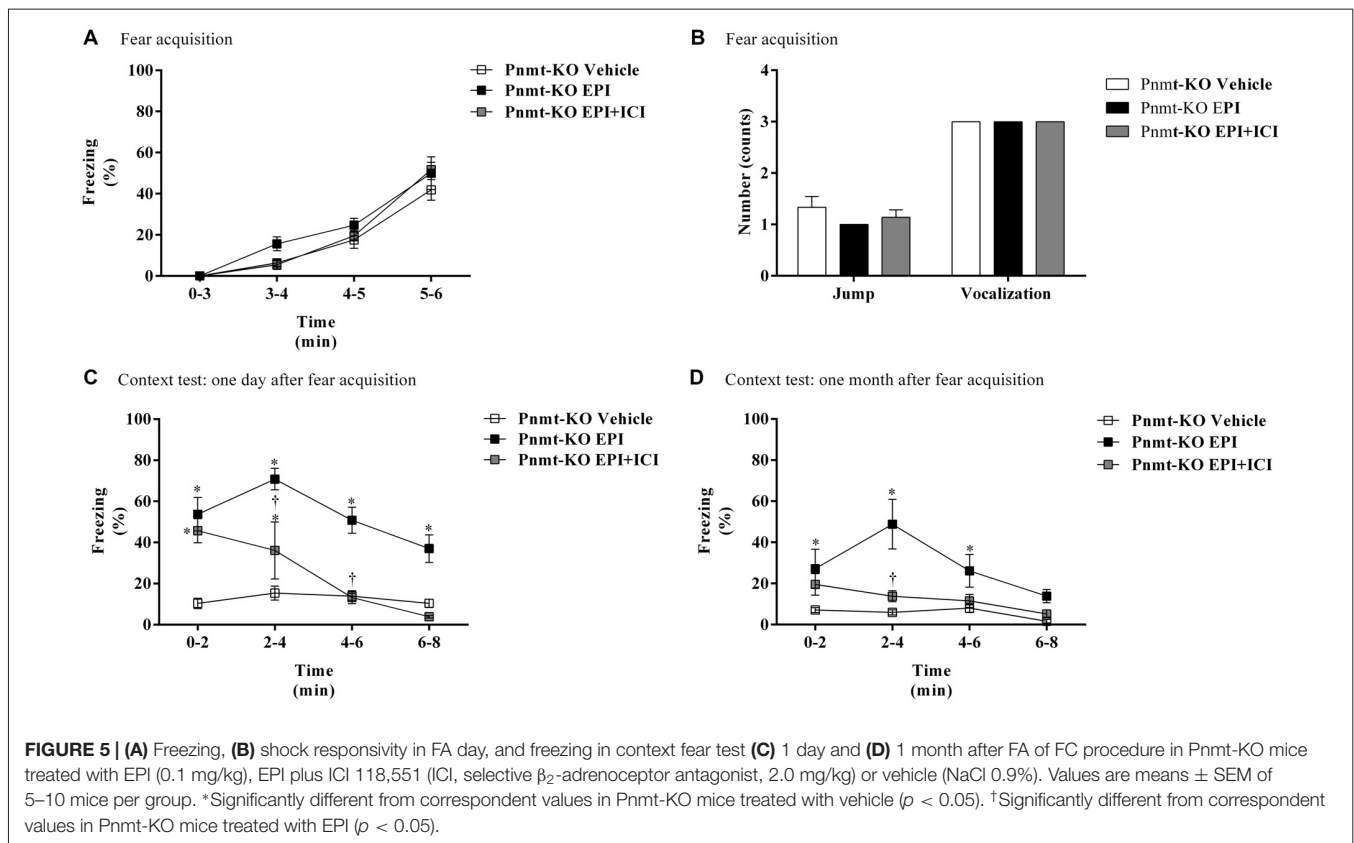 A Fear acquisition
100
80
60
40
20
0
Freezing
(%)
0-3 3-4 4-5 5-6
Time
(min)
Pnmt-KO Vehicle
Pnmt-KO EPI
Pnmt-KO EPI+ICI
B Fear acquisition
4
3
2
1
0
Number (counts)
Jump Vocalization
Pnmt-KO Vehicle
Pnmt-KO EPI
Pnmt-KO EPI+ICI
C Context test: one day after fear acquisition
100
80
60
40
20
0
Freezing
(%)
* * * *
† †
* *
0-2 2-4 4-6 6-8
Time
(min)
Pnmt-KO Vehicle
Pnmt-KO EPI
Pnmt-KO EPI+ICI
D Context test: one month after fear acquisition
100
80
60
40
20
0
Freezing
(%)
* * *
†
0-2 2-4 4-6 6-8
Time
(min)
Pnmt-KO Vehicle
Pnmt-KO EPI
Pnmt-KO EPI+ICI
FIGURE 5 | (A) Freezing, (B) shock responsivity in FA day, and freezing in context fear test (C) 1 day and (D) 1 month after FA of FC procedure in Pnmt-KO mice
treated with EPI (0.1 mg/kg), EPI plus ICI 118,551 (ICI, selective β₂-adrenoceptor antagonist, 2.0 mg/kg) or vehicle (NaCl 0.9%). Values are means ± SEM of
5–10 mice per group. *Significantly different from correspondent values in Pnmt-KO mice treated with vehicle (p < 0.05). †Significantly different from correspondent
values in Pnmt-KO mice treated with EPI (p < 0.05).